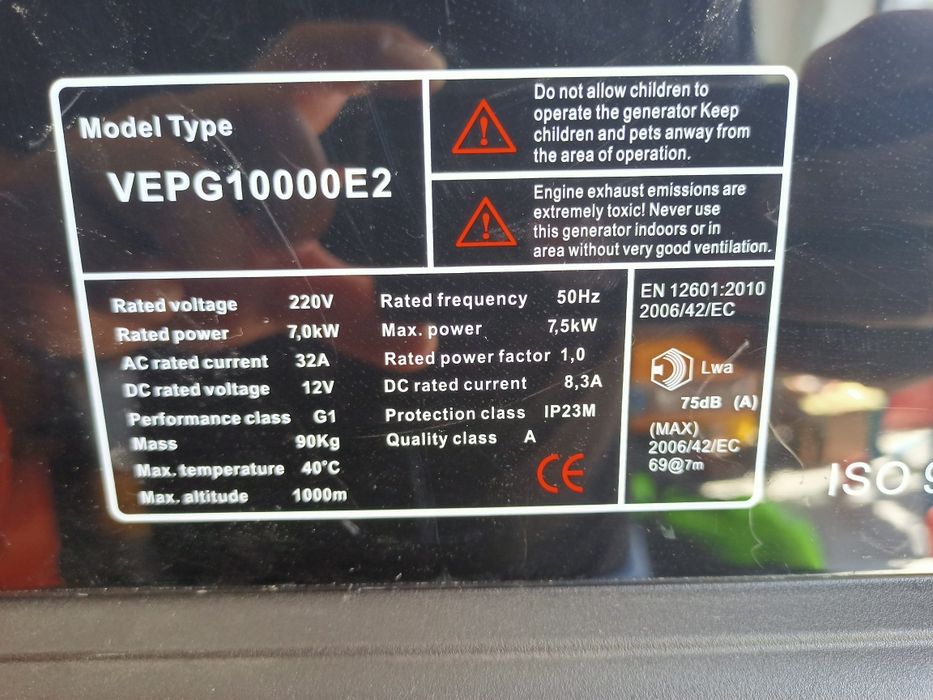 Model Type
VEPG10000E2
Do not allow children to
operate the generator Keep
children and pets anway from
the area of operation.
Engine exhaust emissions are
extremely toxic! Never use
this generator indoors or in
area without very good ventilation.
Rated voltage 220V
Rated power 7,0kW
AC rated current 32A
DC rated voltage 12V
Performance class G1
Mass 90Kg
Max. temperature 40°C
Max. altitude 1000m
Rated frequency 50Hz
Max. power 7,5kW
Rated power factor 1,0
DC rated current 8,3A
Protection class IP23M
Quality class A
CE
EN 12601:2010
2006/42/EC
Lwa
75dB (A)
(MAX)
2006/42/EC
69@7m
ISO